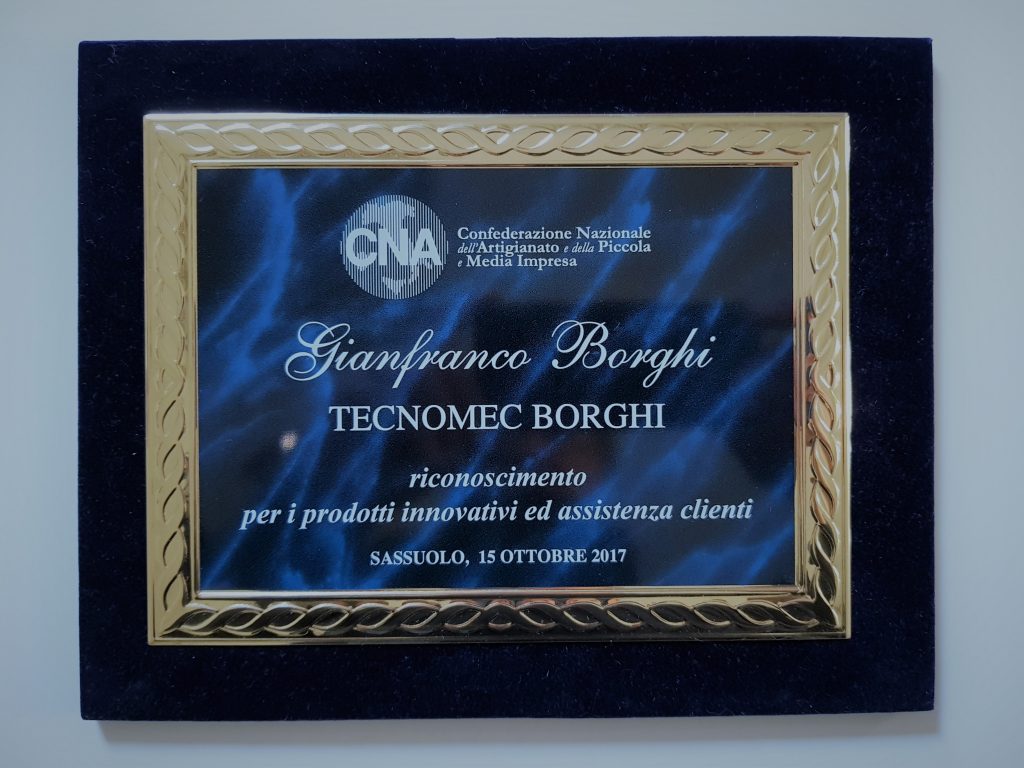 CNA
Confederazione Nazionale
dell'Artigianato e della Piccola
e Media Impresa
Gianfranco Borghi
TECNOMEC BORGHI
riconoscimento
per i prodotti innovativi ed assistenza clienti
SASSUOLO, 15 OTTOBRE 2017